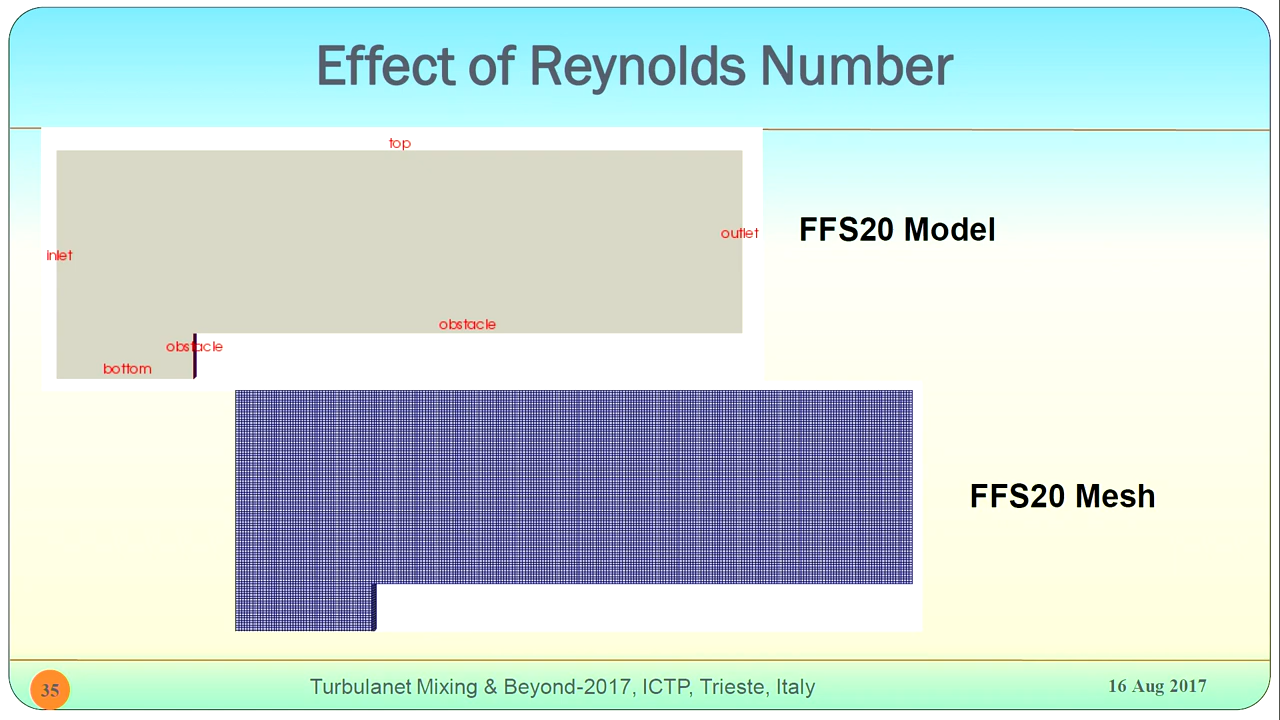 Effect of Reynolds Number
top
outlet
inlet
FFS20 Model
obstacle
obstacle
bottom
FFS20 Mesh
35
Turbulanet Mixing & Beyond-2017, ICTP, Trieste, Italy
16 Aug 2017